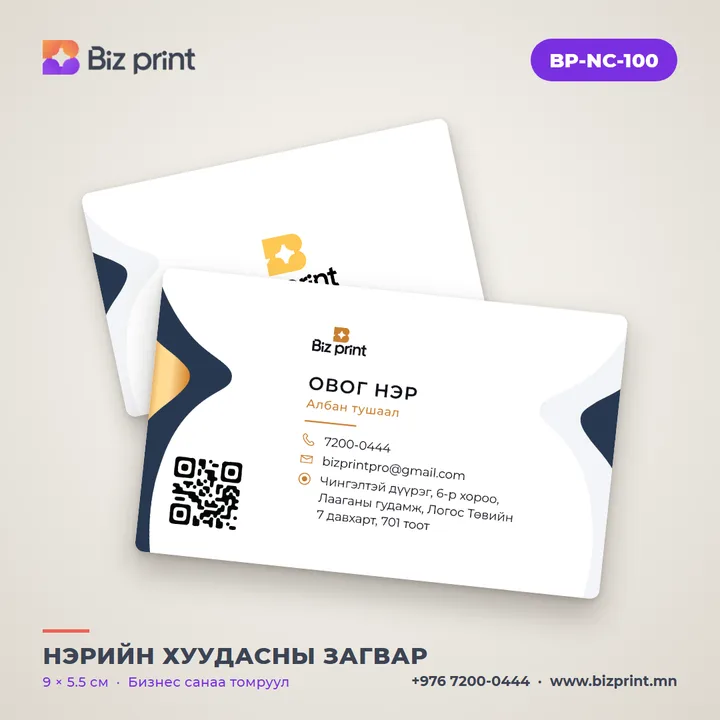 Biz print
BP-NC-100
Biz print
ОВОГ НЭР
Албан тушаал
7200-0444
bizprintpro@gmail.com
Чингэлтэй дүүрэг, 6-р хороо,
Лааганы гудамж, Логос Төвийн
7 давхарт, 701 тоот
НЭРИЙН ХУУДАСНЫ ЗАГВАР
9 × 5.5 см · Бизнес санаа томруул
+976 7200-0444 · www.bizprint.mn